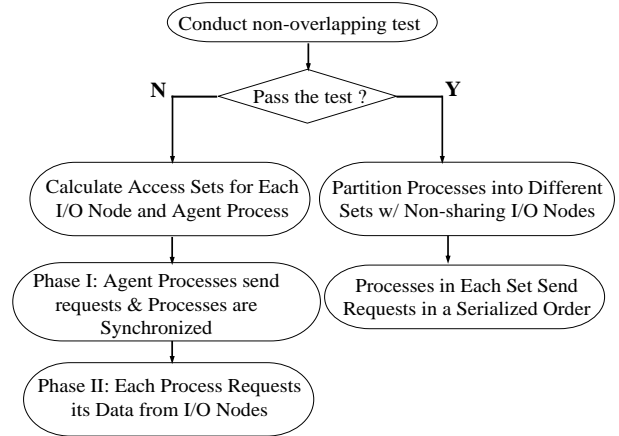 Conduct non-overlapping test
Pass the test ?
N
Y
Calculate Access Sets for Each
I/O Node and Agent Process
Partition Processes into Different
Sets w/ Non-sharing I/O Nodes
Phase I: Agent Processes send
requests & Processes are
Synchronized
Processes in Each Set Send
Requests in a Serialized Order
Phase II: Each Process Requests
its Data from I/O Nodes